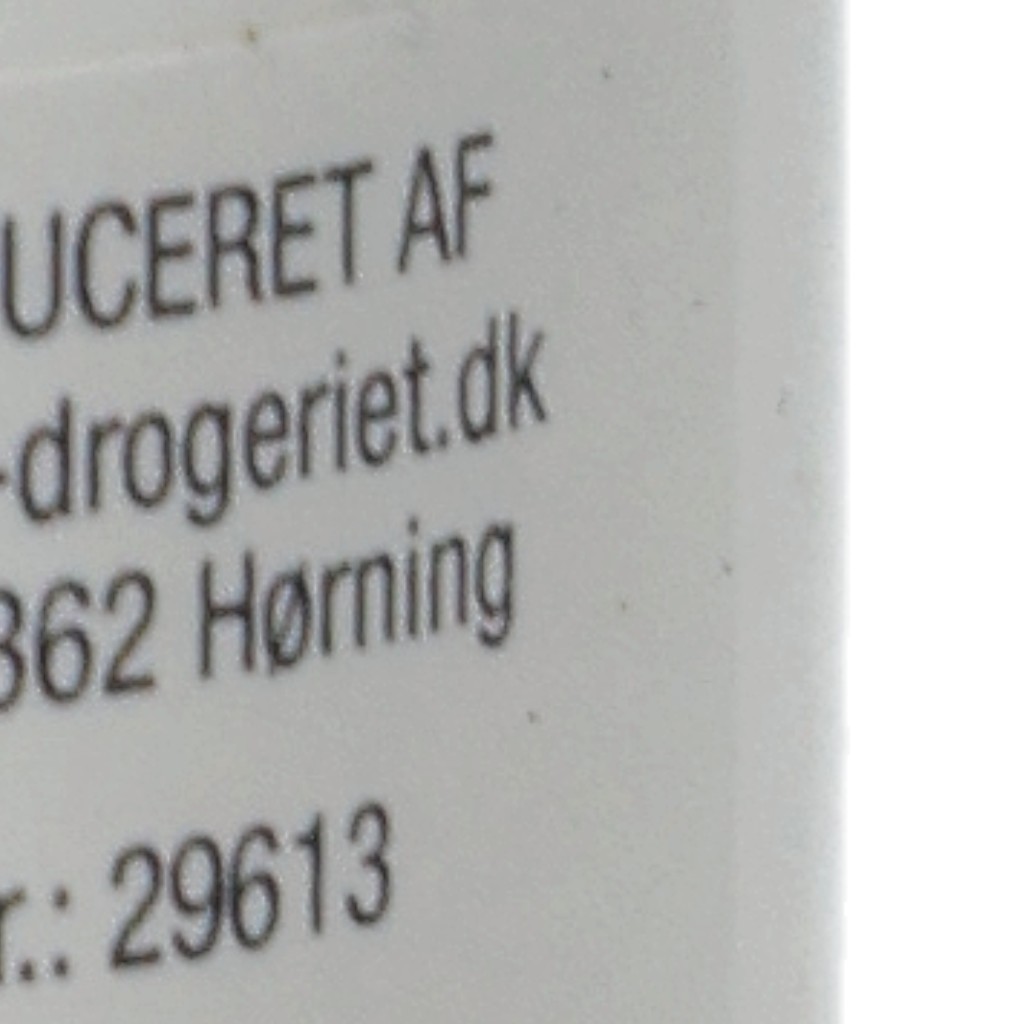 UCERET AF
-drogeriet.dk
362 Hørning
r.: 29613